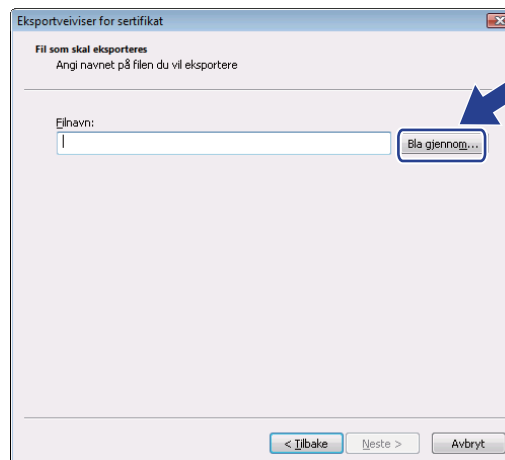 Eksportveiviser for sertifikat
Fil som skal eksporteres
Angi navnet på filen du vil eksportere
Filnavn:
Bla gjennom...
< Tilbake
Neste >
Avbryt